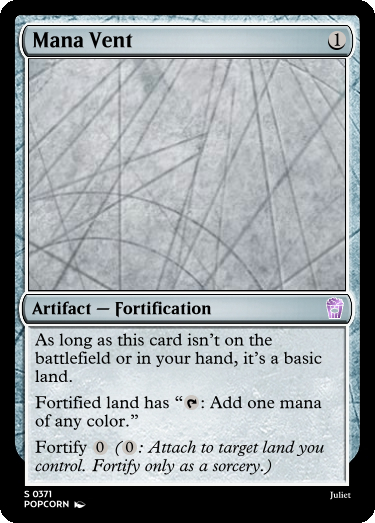 Mana Vent 1
Artifact — Fortification
As long as this card isn't on the
battlefield or in your hand, it's a basic
land.
Fortified land has “: Add one mana
of any color.”
Fortify 0 (0: Attach to target land you
control. Fortify only as a sorcery.)
S 0371
POPCORN
Juliet